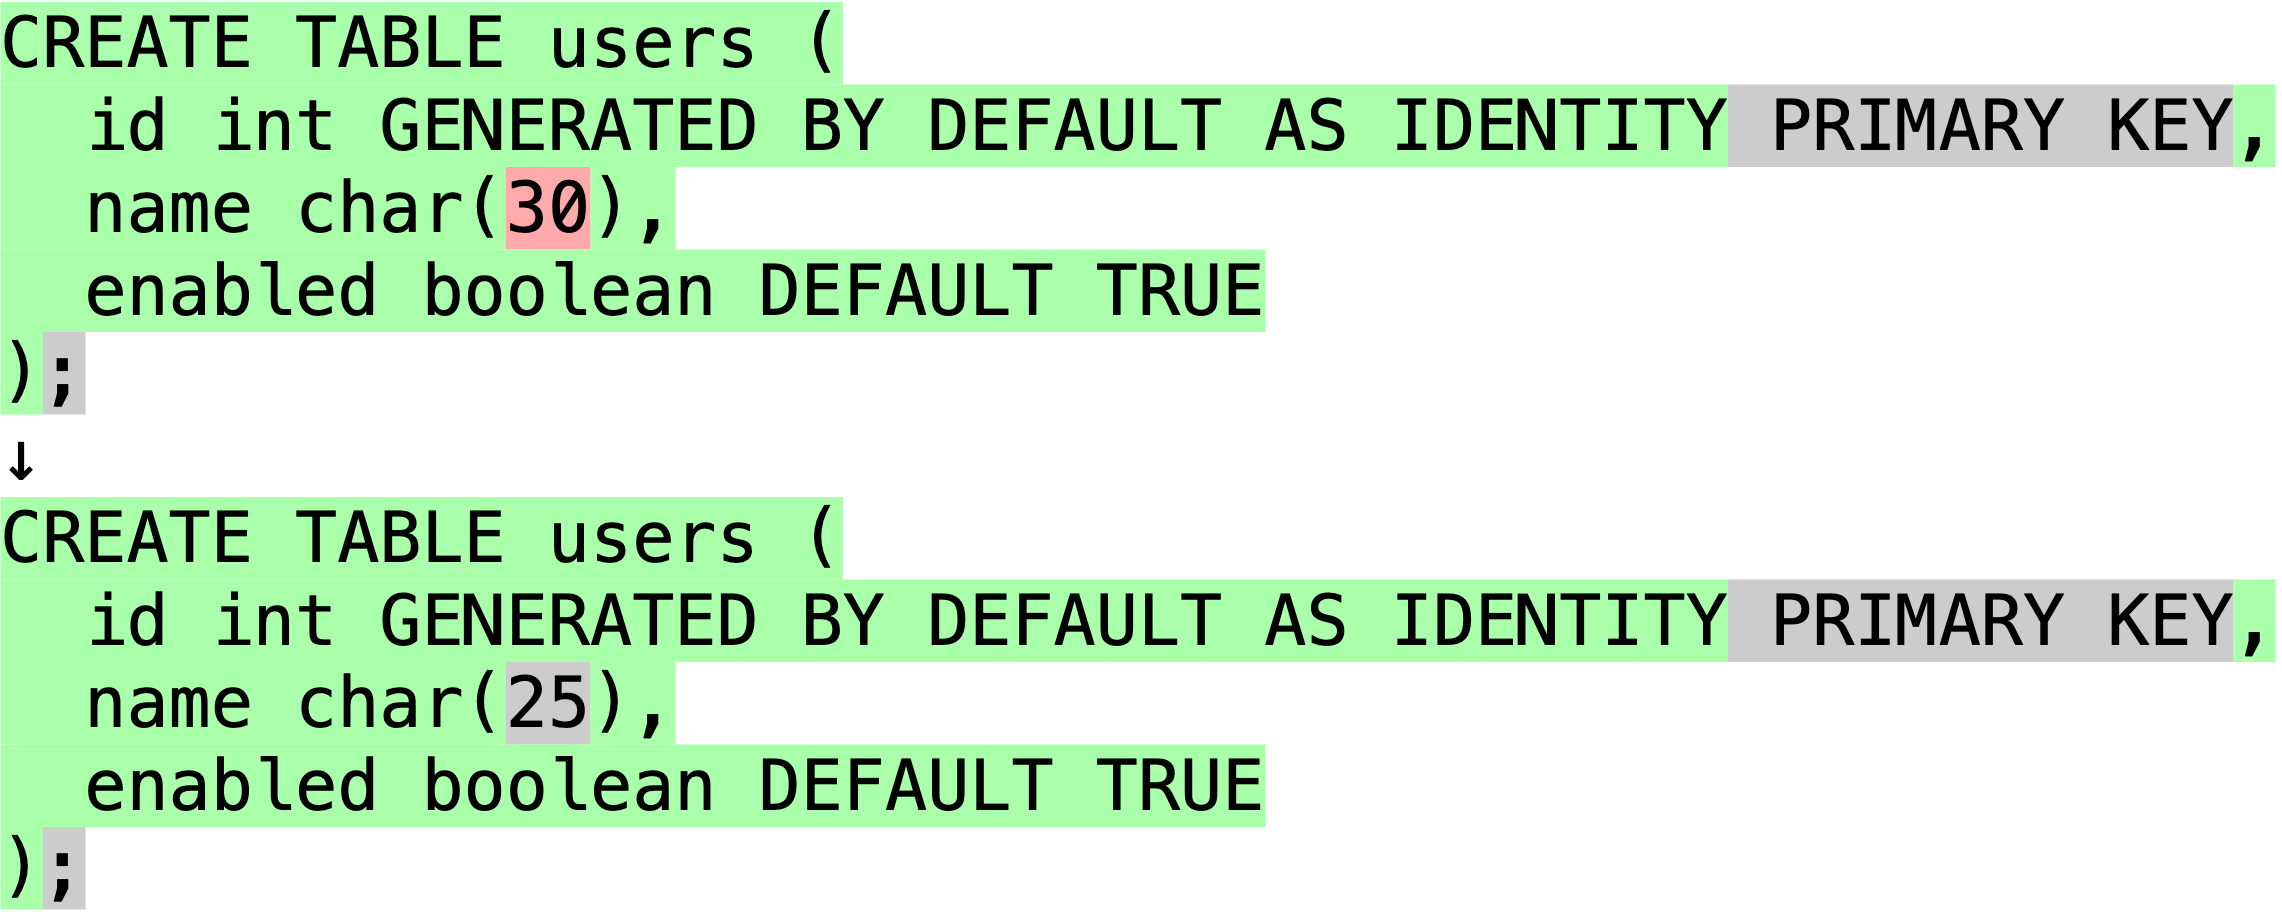 CREATE TABLE users (
  id int GENERATED BY DEFAULT AS IDENTITY PRIMARY KEY,
  name char(30),
  enabled boolean DEFAULT TRUE
);
↓
CREATE TABLE users (
  id int GENERATED BY DEFAULT AS IDENTITY PRIMARY KEY,
  name char(25),
  enabled boolean DEFAULT TRUE
);